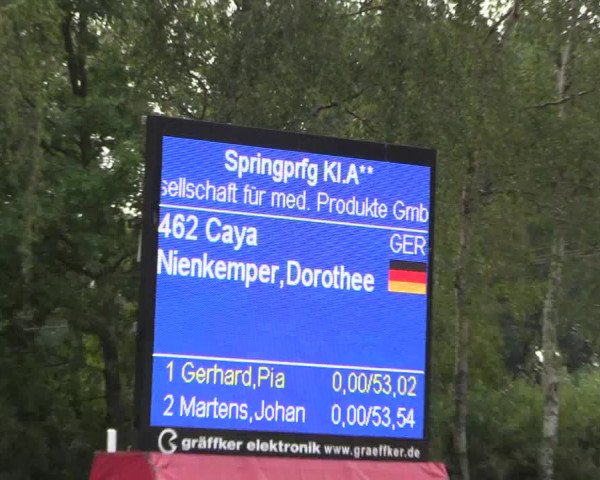 Springprfg Kl.A**
sellschaft für med. Produkte Gmb
462 Caya GER
Nienkemper,Dorothee
1 Gerhard,Pia 0,00/53,02
2 Martens,Johan 0,00/53,54
gräffker elektronik www.graeffker.de